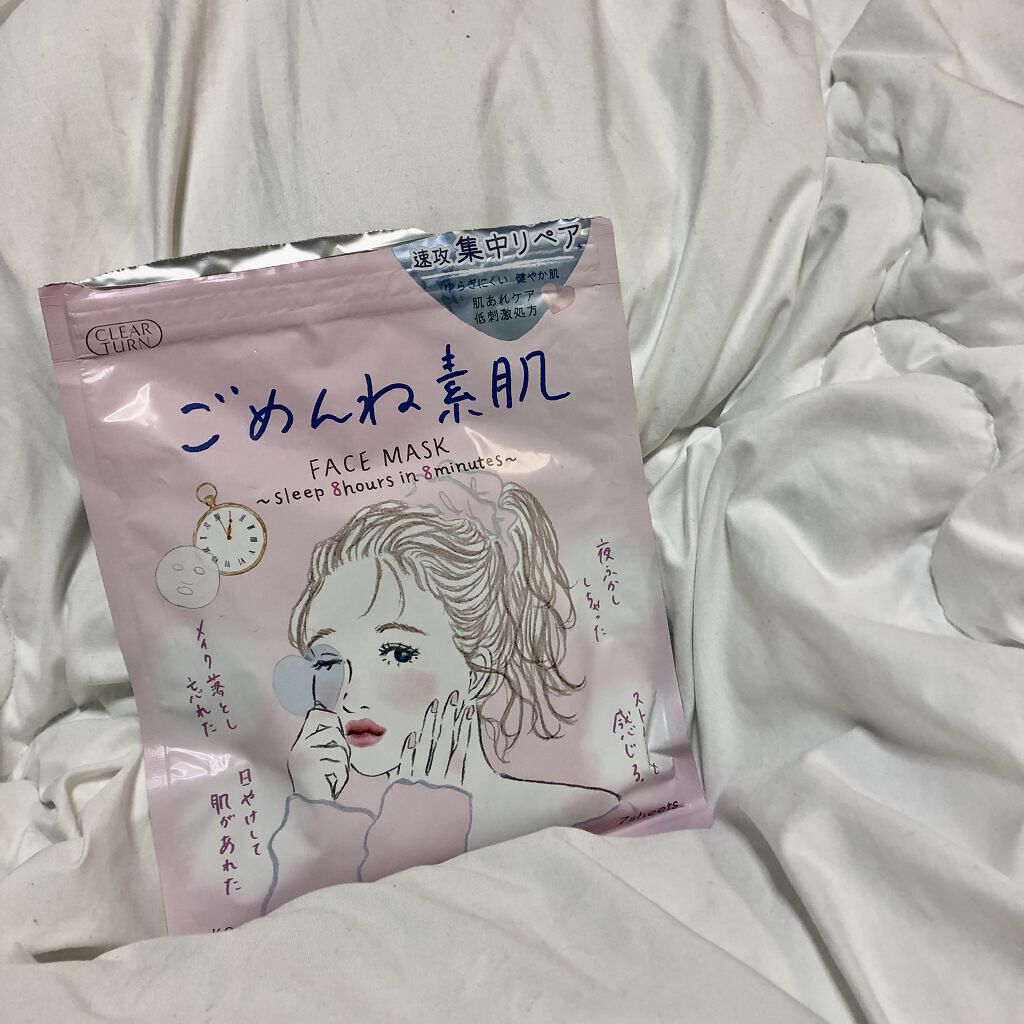 速攻 集中リペア
ゆらぎにくい 健やか肌
肌あれケア
低刺激処方
CLEAR
TURN
ごめんね素肌
FACE MASK
~sleep 8hours in 8minutes~
夜ふかし
しちゃった
メイク落とし
忘れた
スト
感じる。
日やけして
肌があれた
7sheets